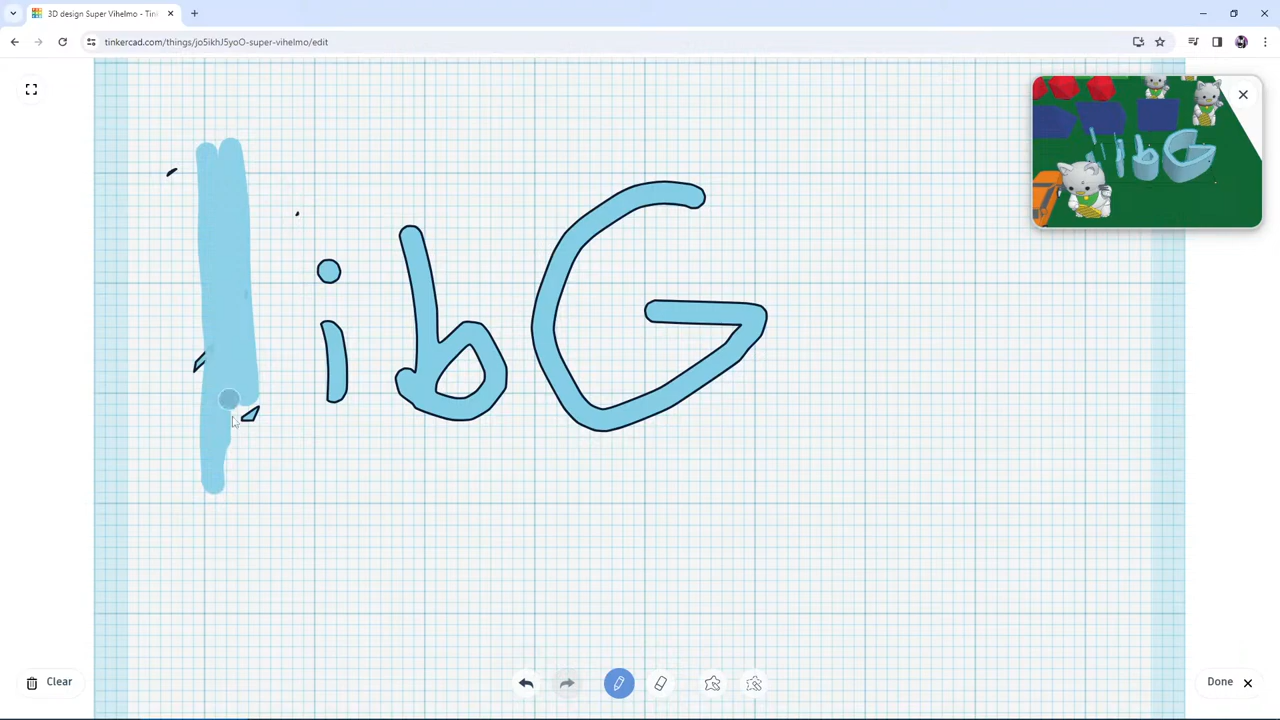 3D design Super Vihelmo - Tin
tinkercad.com/things/jo5ikhJ5yoO-super-vihelmo/edit
ibG
Clear
Done